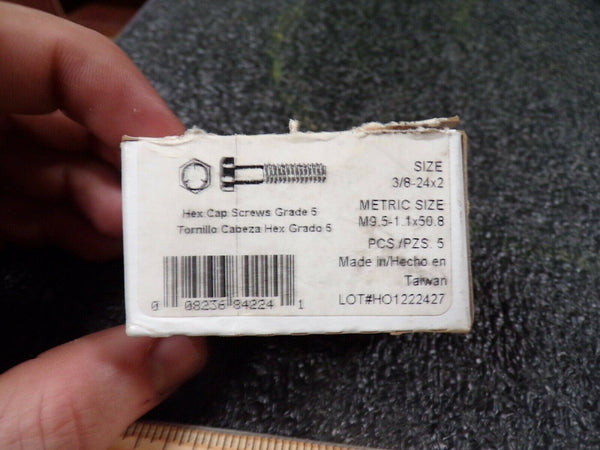 SIZE
3/8-24x2
METRIC SIZE
M9.5-1.1x50.8
PCS./PZS. 5
Made in/Hecho en
Taiwan
LOT#HO1222427
Hex Cap Screws Grade 5
Tornillo Cabeza Hex Grado 5
0 08236 84224 1